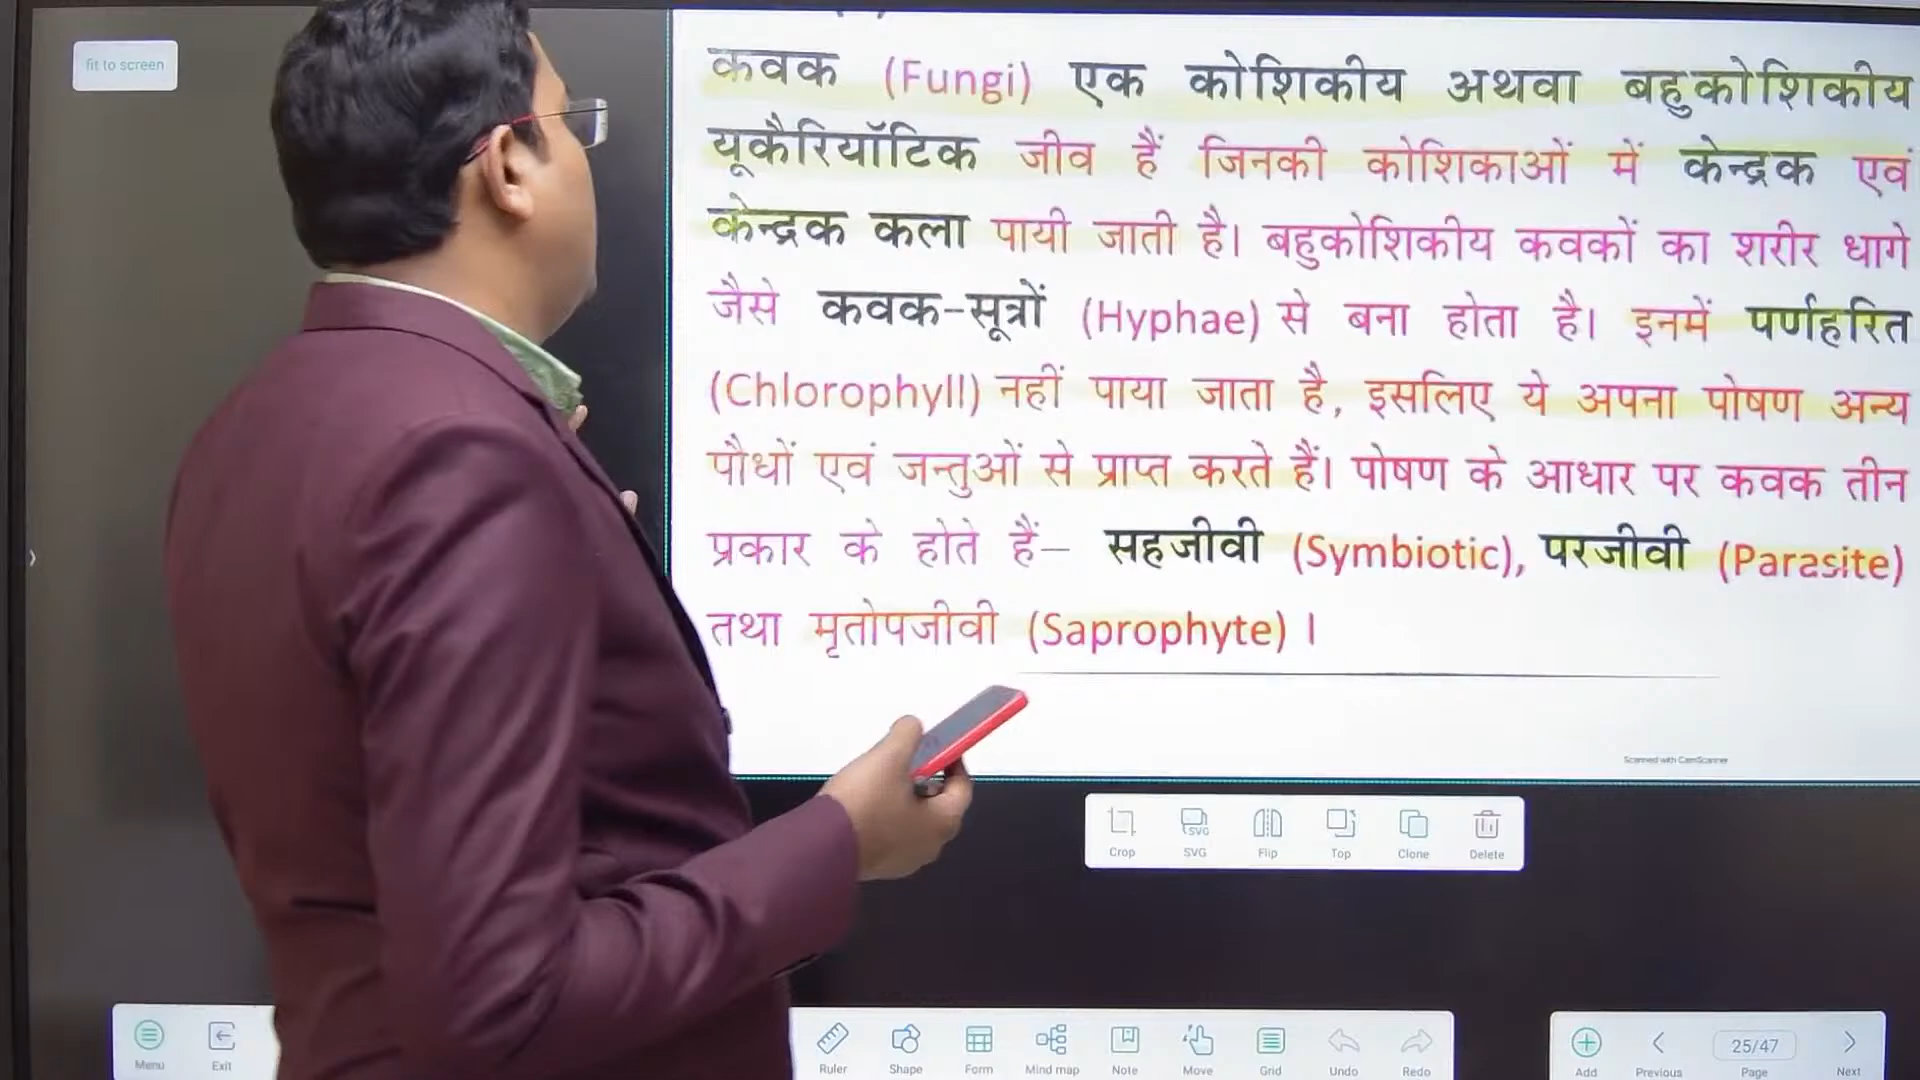 fit to screen
कवक (Fungi) एक कोशिकीय अथवा बहुकोशिकीय
यूकैरियॉटिक जीव हैं जिनकी कोशिकाओं में केन्द्रक एवं
केन्द्रक कला पायी जाती है। बहुकोशिकीय कवकों का शरीर धागे
जैसे कवक-सूत्रों (Hyphae) से बना होता है। इनमें पर्णहरित
(Chlorophyll) नहीं पाया जाता है, इसलिए ये अपना पोषण अन्य
पौधों एवं जन्तुओं से प्राप्त करते हैं। पोषण के आधार पर कवक तीन
प्रकार के होते हैं– सहजीवी (Symbiotic), परजीवी (Parasite)
तथा मृतोपजीवी (Saprophyte) ।
Scanned with CamScanner
Crop SVG Flip Top Clone Delete
Menu Exit Ruler Shape Form Mind map Note Move Grid Undo Redo Add Previous 25/47 Page Next